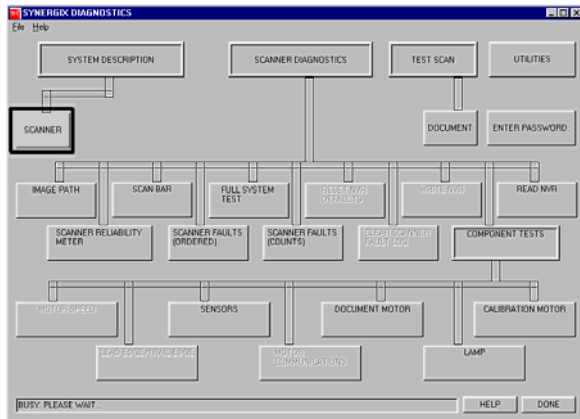 SYNERGIX DIAGNOSTICS
File Help
SYSTEM DESCRIPTION
SCANNER DIAGNOSTICS
TEST SCAN
UTILITIES
SCANNER
DOCUMENT
ENTER PASSWORD:
IMAGE PATH
SCAN BAR
FULL SYSTEM
TEST
RESET NVR
DEFAULTS
WRITE NVR
READ NVR
SCANNER RELIABILITY
METER
SCANNER FAULTS
(ORDERED)
SCANNER FAULTS
(COUNTS)
CLEAR SCANNER
FAULT LOG
COMPONENT TESTS
MOTOR SPEED
SENSORS
DOCUMENT MOTOR
CALIBRATION MOTOR
LEAD EDGE/TRAIL EDGE
MOTOR
COMMUNICATIONS
LAMP
BUSY. PLEASE WAIT...
HELP
DONE